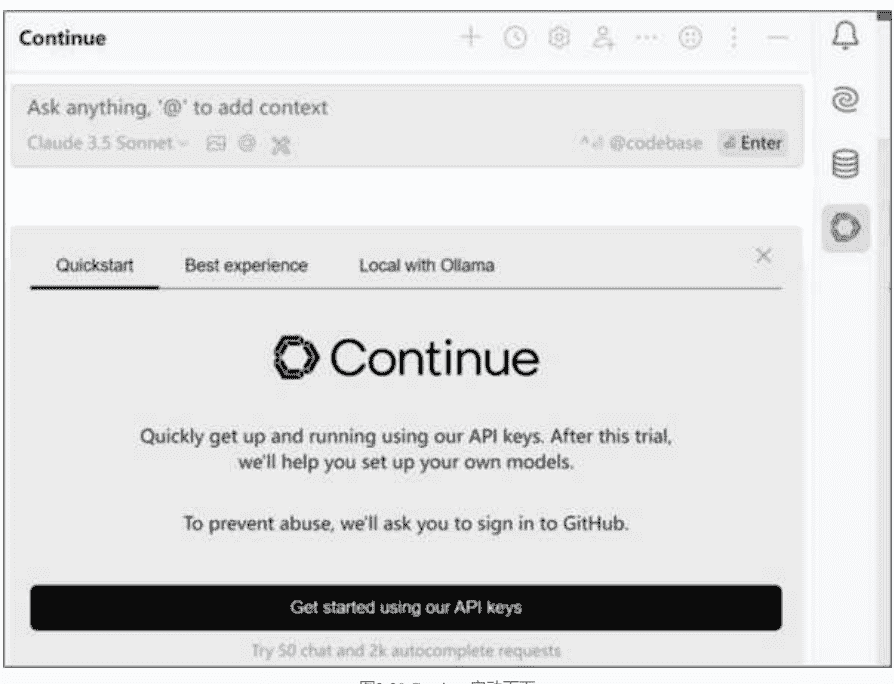 Continue
Ask anything, '@' to add context
Claude 3.5 Sonnet
@codebase Enter
Quickstart Best experience Local with Ollama
Continue
Quickly get up and running using our API keys. After this trial,
we'll help you set up your own models.
To prevent abuse, we'll ask you to sign in to GitHub.
Get started using our API keys
Try 50 chat and 2k autocomplete requests